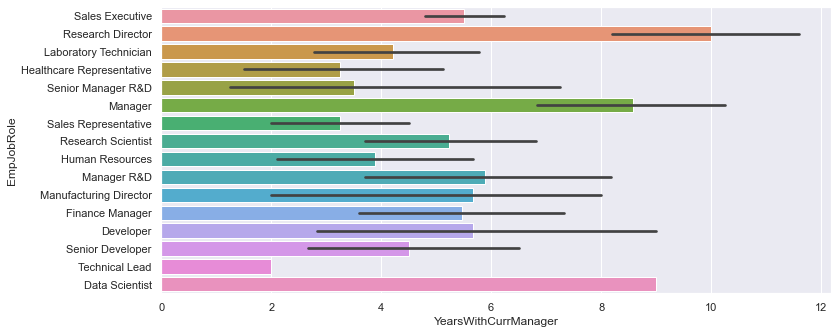 EmpJobRole
Sales Executive
Research Director
Laboratory Technician
Healthcare Representative
Senior Manager R&D
Manager
Sales Representative
Research Scientist
Human Resources
Manager R&D
Manufacturing Director
Finance Manager
Developer
Senior Developer
Technical Lead
Data Scientist
0 2 4 6 8 10 12
YearsWithCurrManager